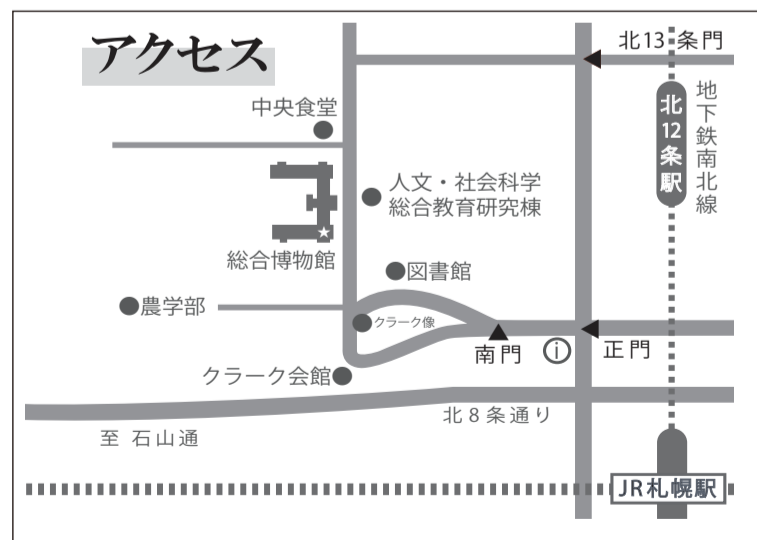 アクセス
北13条門
地下鉄南北線
北12条駅
中央食堂
人文・社会科学
総合教育研究棟
総合博物館
図書館
農学部
クラーク像
南門
i
正門
クラーク会館
北8条通り
至 石山通
JR札幌駅